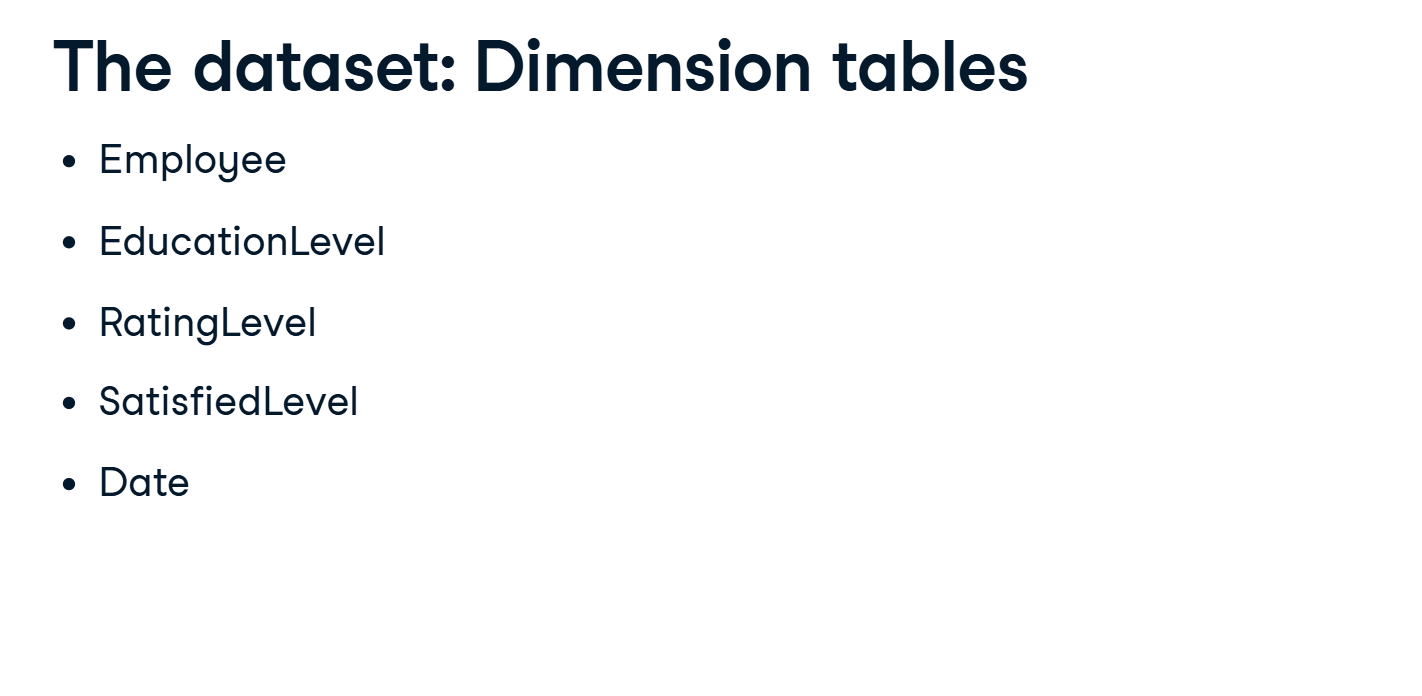 The dataset: Dimension tables
• Employee
• EducationLevel
• RatingLevel
• SatisfiedLevel
• Date